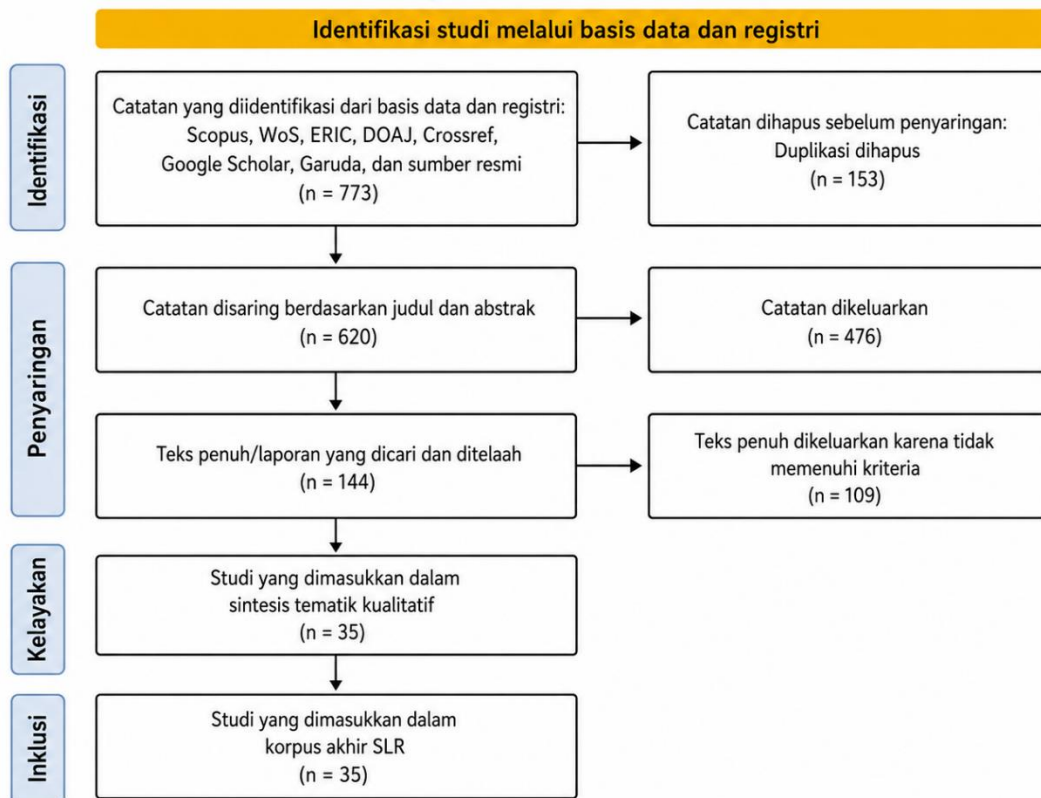 Identifikasi studi melalui basis data dan registri
Identifikasi
Catatan yang diidentifikasi dari basis data dan registri:
Scopus, WoS, ERIC, DOAJ, Crossref,
Google Scholar, Garuda, dan sumber resmi
(n = 773)
Catatan dihapus sebelum penyaringan:
Duplikasi dihapus
(n = 153)
Penyaringan
Catatan disaring berdasarkan judul dan abstrak
(n = 620)
Catatan dikeluarkan
(n = 476)
Teks penuh/laporan yang dicari dan ditelaah
(n = 144)
Teks penuh dikeluarkan karena tidak
memenuhi kriteria
(n = 109)
Kelayakan
Studi yang dimasukkan dalam
sintesis tematik kualitatif
(n = 35)
Inklusi
Studi yang dimasukkan dalam
korpus akhir SLR
(n = 35)